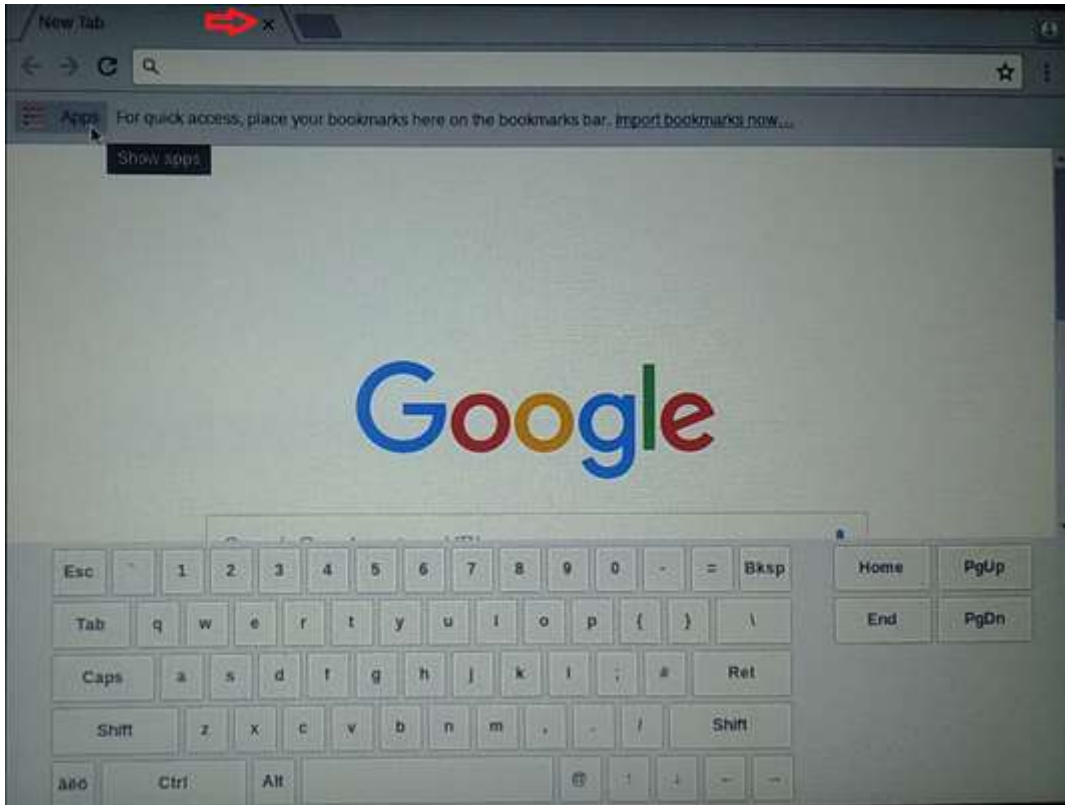 New Tab
Apps For quick access, place your bookmarks here on the bookmarks bar. Import bookmarks now...
Show apps
Google
Esc ` 1 2 3 4 5 6 7 8 9 0 - = Bksp Home PgUp
Tab q w e r t y u i o p { } \ End PgDn
Caps a s d f g h j k l ; # Ret
Shift z x c v b n m , . / Shift
áëõ Ctrl Alt @ ↑ ↓ ← →